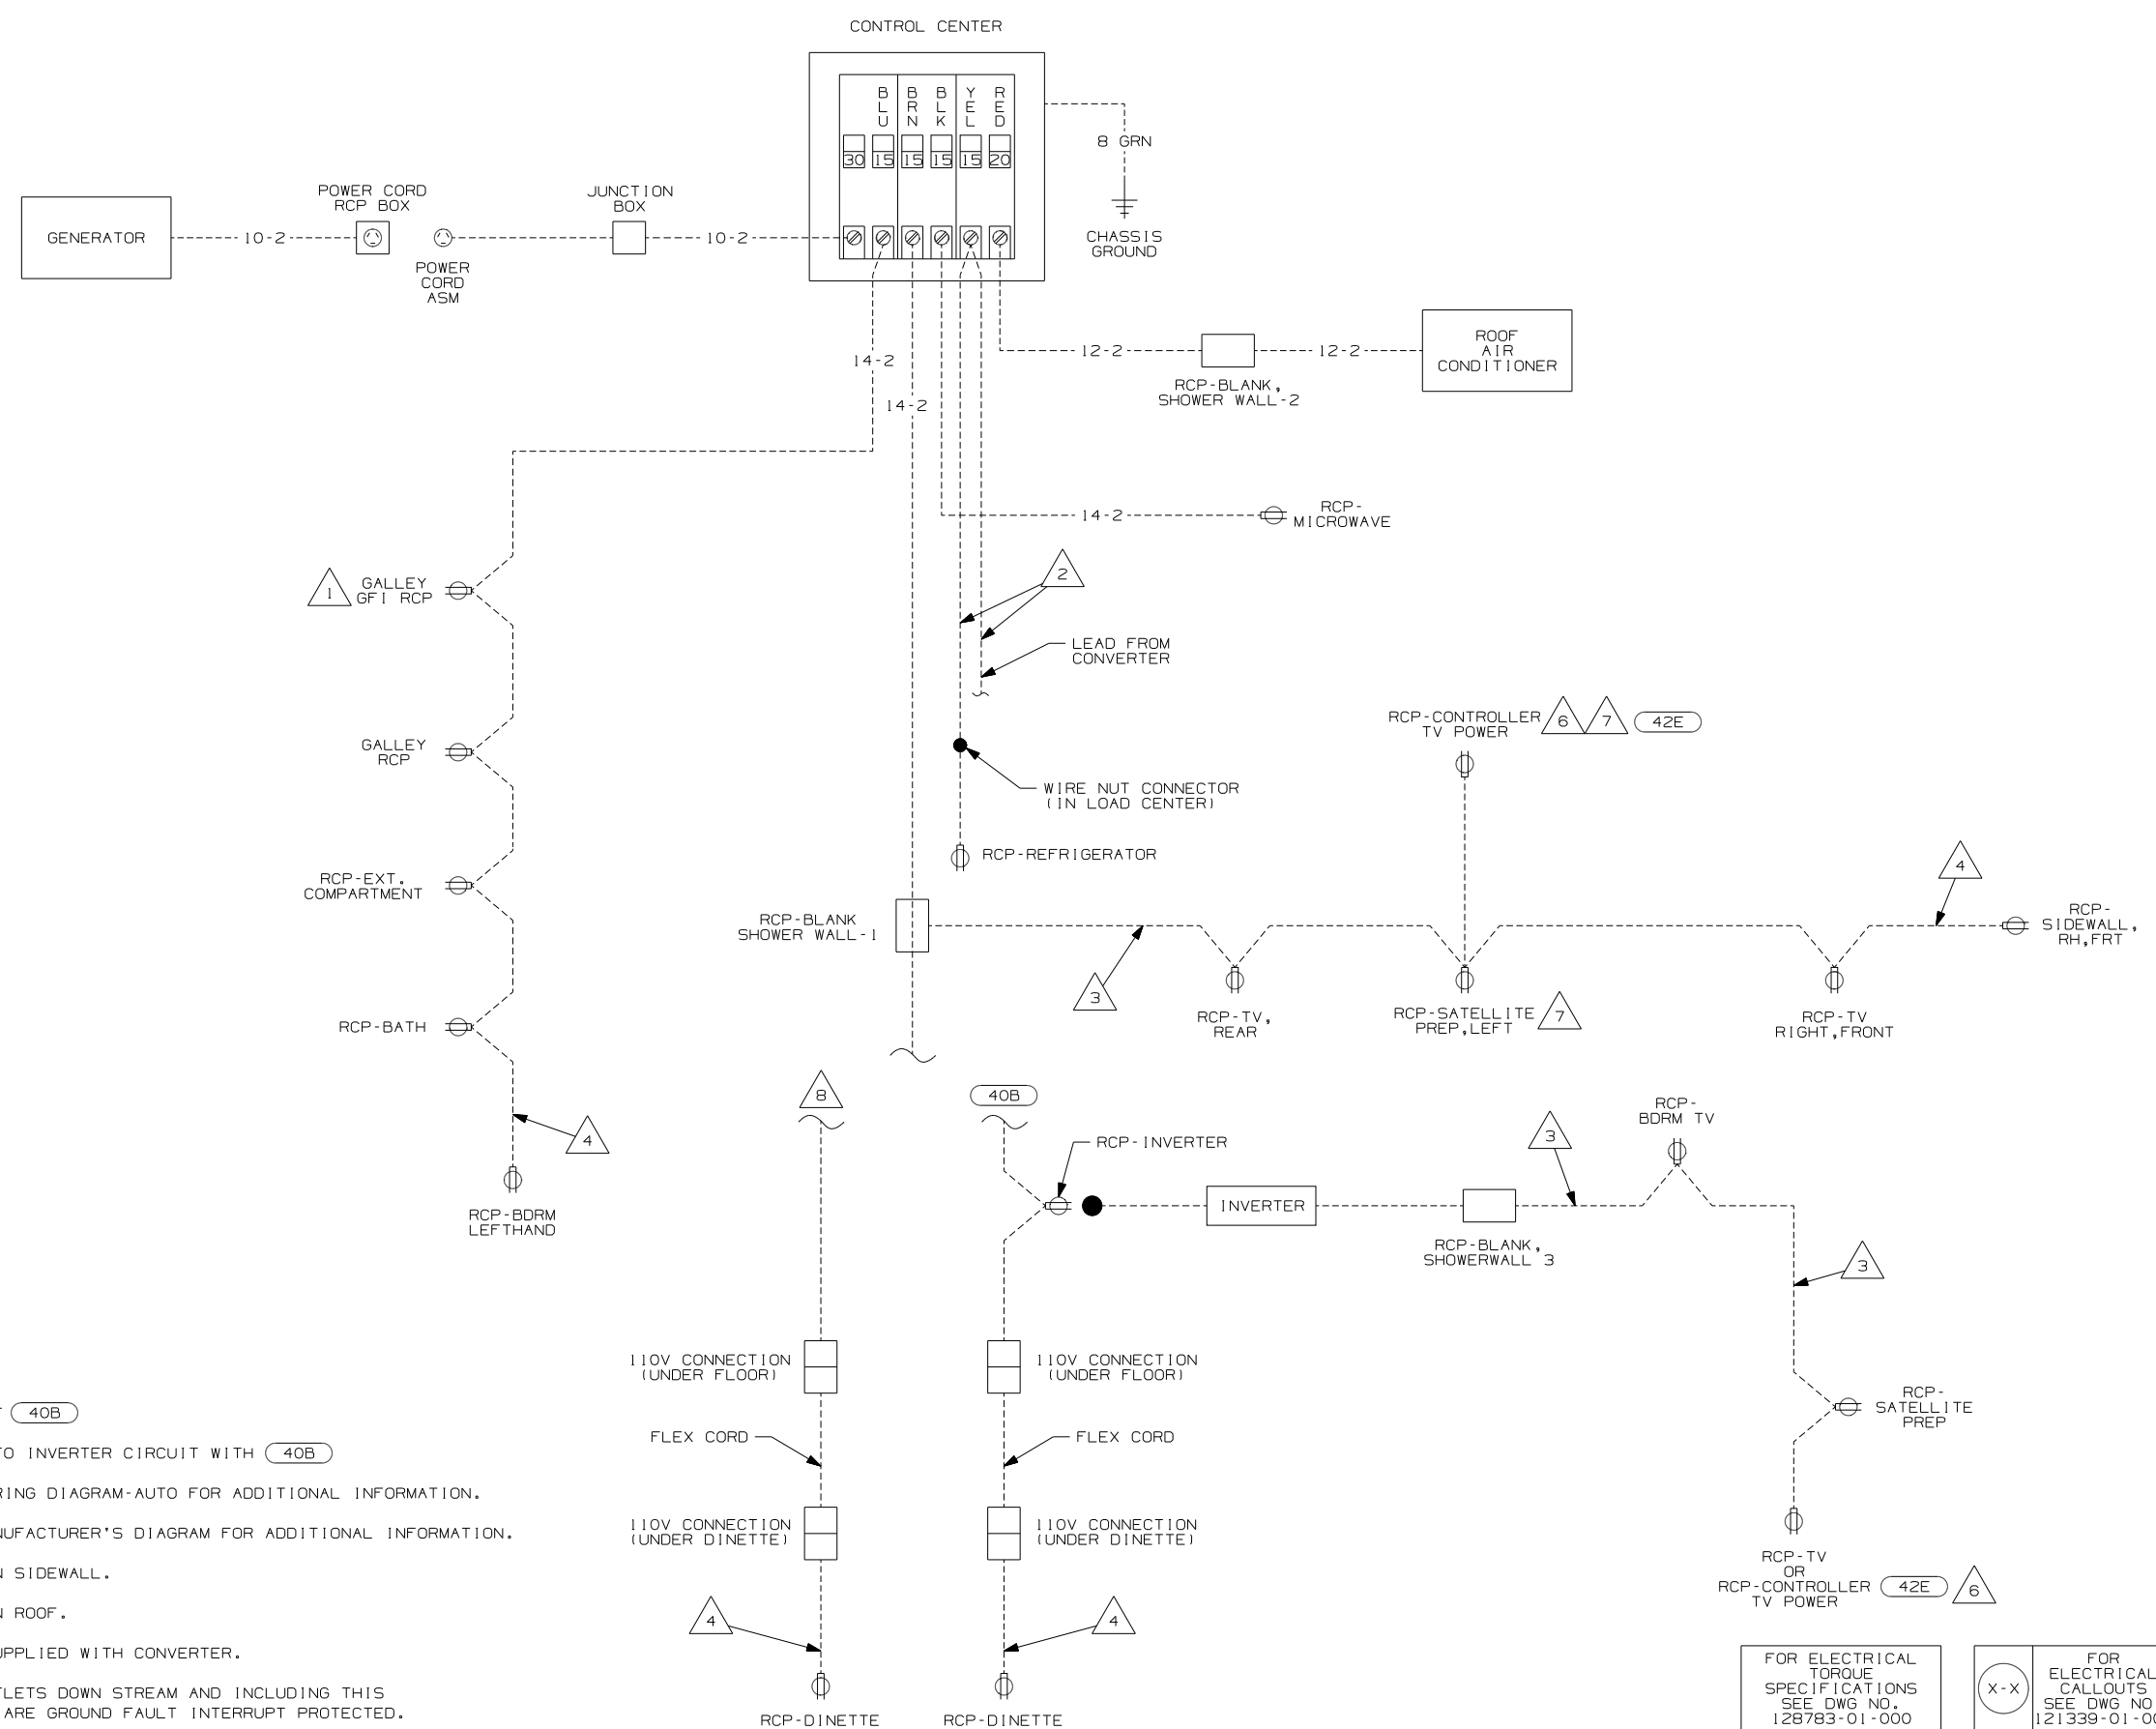 CONTROL CENTER
BLU
BRN
BLK
YEL
RED
30
15
15
15
15
20
8 GRN
CHASSIS
GROUND
GENERATOR
10-2
POWER CORD
RCP BOX
POWER
CORD
ASM
JUNCTION
BOX
10-2
14-2
14-2
12-2
RCP-BLANK,
SHOWER WALL-2
12-2
ROOF
AIR
CONDITIONER
14-2
RCP-
MICROWAVE
1
GALLEY
GFI RCP
2
LEAD FROM
CONVERTER
GALLEY
RCP
WIRE NUT CONNECTOR
(IN LOAD CENTER)
RCP-REFRIGERATOR
RCP-CONTROLLER
TV POWER
6
7
42E
RCP-EXT.
COMPARTMENT
RCP-BLANK
SHOWER WALL-1
3
RCP-TV,
REAR
RCP-SATELLITE
PREP,LEFT
7
RCP-TV
RIGHT,FRONT
4
RCP-
SIDEWALL,
RH,FRT
RCP-BATH
4
RCP-BDRM
LEFTHAND
8
40B
RCP-INVERTER
INVERTER
RCP-BLANK,
SHOWERWALL 3
3
RCP-
BDRM TV
3
110V CONNECTION
(UNDER FLOOR)
110V CONNECTION
(UNDER FLOOR)
FLEX CORD
FLEX CORD
110V CONNECTION
(UNDER DINETTE)
110V CONNECTION
(UNDER DINETTE)
4
4
RCP-DINETTE
RCP-DINETTE
RCP-
SATELLITE
PREP
RCP-TV
OR
RCP-CONTROLLER
TV POWER
42E
6
40B
TO INVERTER CIRCUIT WITH 40B
RING DIAGRAM-AUTO FOR ADDITIONAL INFORMATION.
NUFACTURER'S DIAGRAM FOR ADDITIONAL INFORMATION.
N SIDEWALL.
N ROOF.
UPPLIED WITH CONVERTER.
TLETS DOWN STREAM AND INCLUDING THIS
ARE GROUND FAULT INTERRUPT PROTECTED.
FOR ELECTRICAL
TORQUE
SPECIFICATIONS
SEE DWG NO.
128783-01-000
X-X
FOR
ELECTRICAL
CALLOUTS
SEE DWG NO
121339-01-00